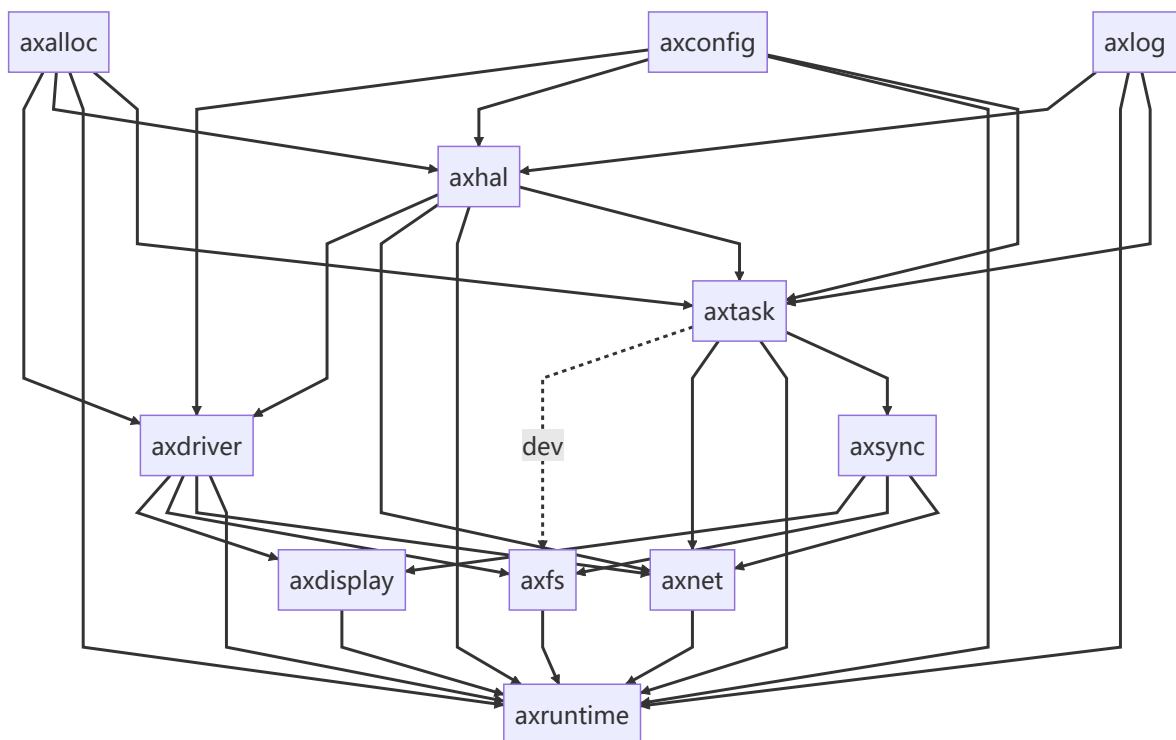 axalloc
axconfig
axlog
axhal
axtask
axdriver
dev
axsync
axdisplay
axfs
axnet
axruntime